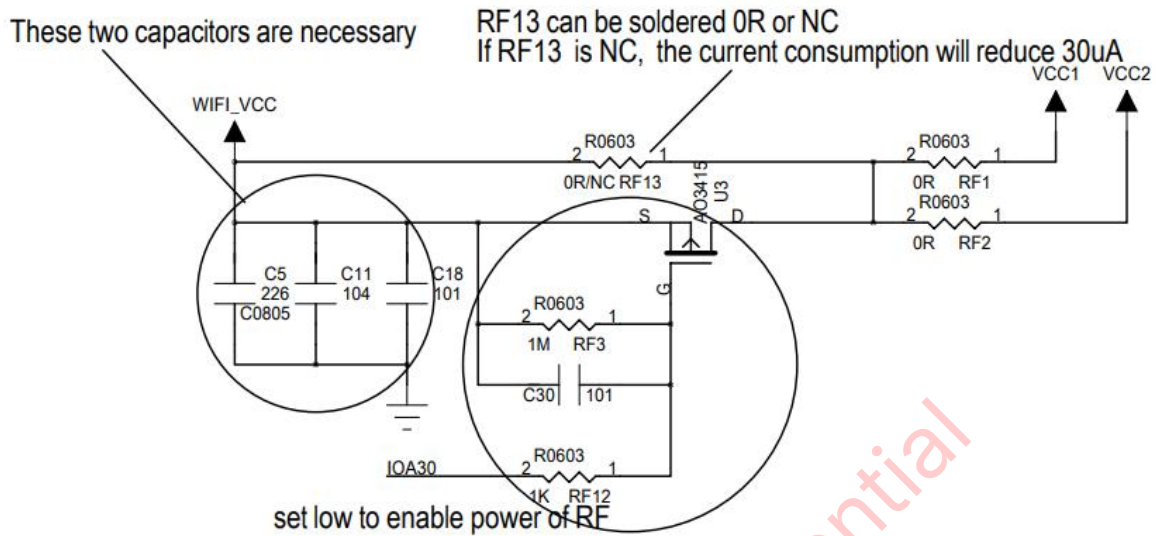 These two capacitors are necessary
RF13 can be soldered 0R or NC
If RF13 is NC, the current consumption will reduce 30uA
VCC1 VCC2
WIFI_VCC
R0603
2 1
0R/NC RF13
AO3415
U3
R0603
2 1
0R RF1
S D
R0603
2 1
0R RF2
G
C5
226
C0805
C11
104
C18
101
R0603
2 1
1M RF3
C30 101
IOA30
R0603
2 1
1K RF12
set low to enable power of RF
ential